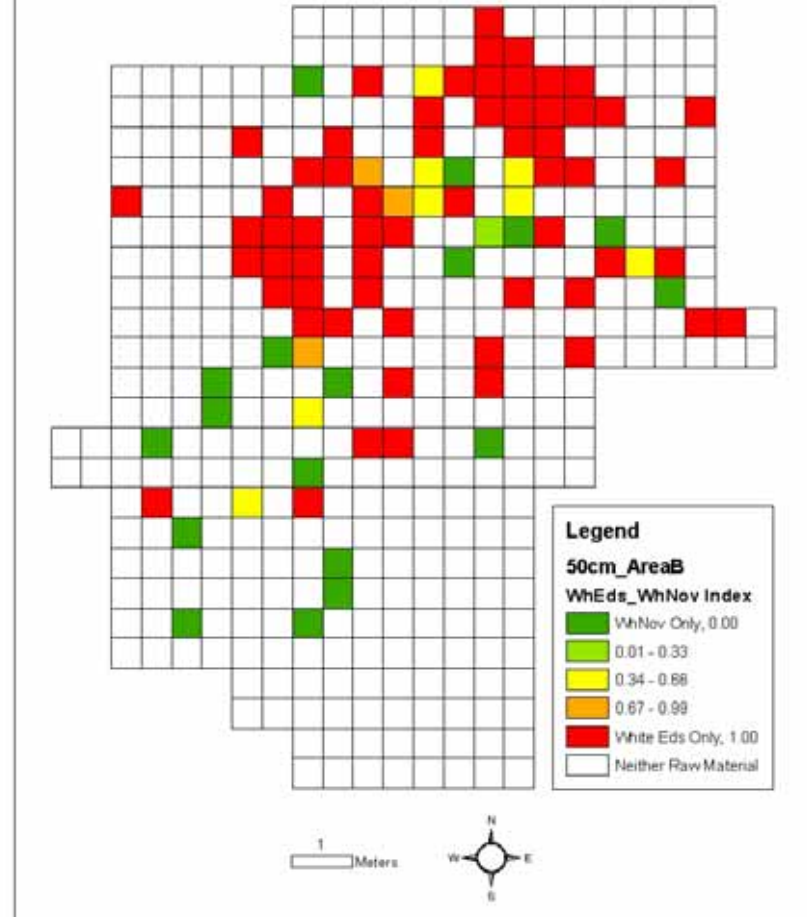 Legend
50cm_AreaB
WhEds_WhNov Index
WhNov Only, 0.00
0.01 - 0.33
0.34 - 0.66
0.67 - 0.99
White Eds Only, 1.00
Neither Raw Material
1
Meters
N
W
E
S